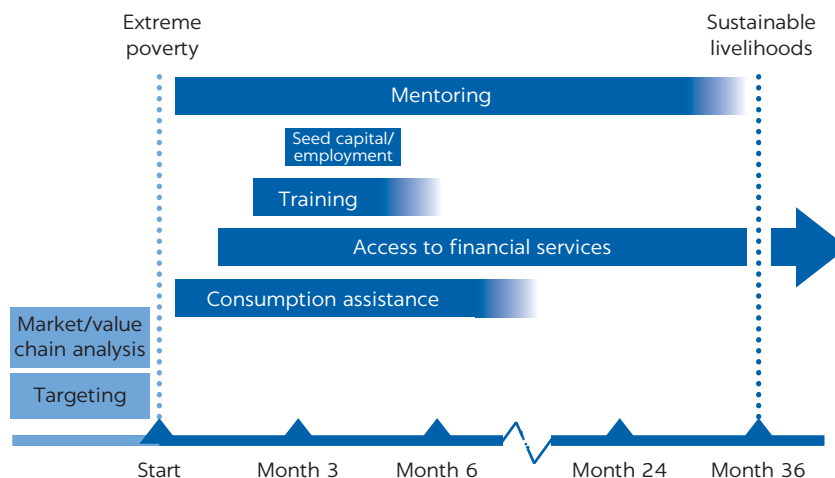 Extreme
poverty
Sustainable
livelihoods
Mentoring
Seed capital/
employment
Training
Access to financial services
Consumption assistance
Market/value
chain analysis
Targeting
Start
Month 3
Month 6
Month 24
Month 36